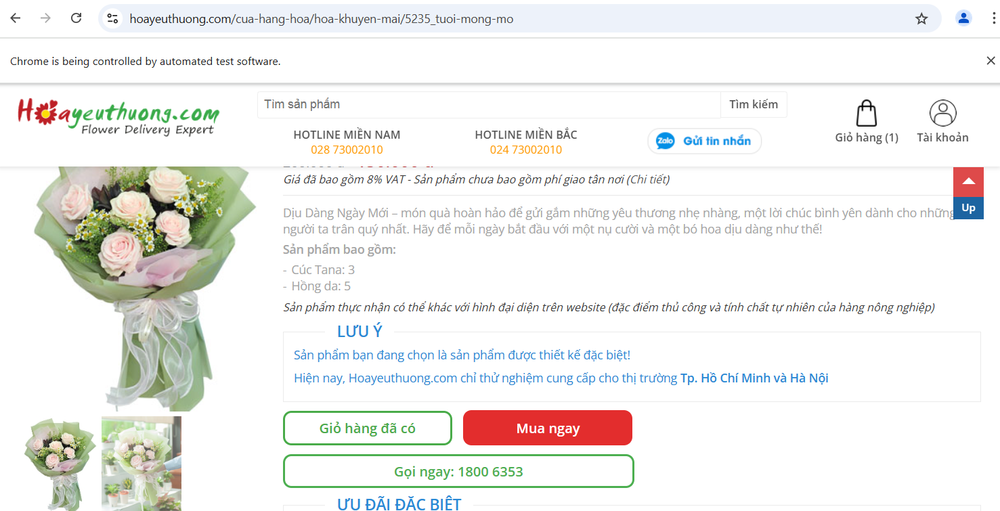 hoayeuthuong.com/cua-hang-hoa/hoa-khuyen-mai/5235_tuoi-mong-mo
Chrome is being controlled by automated test software.
Hoayeuthuong.com
Flower Delivery Expert
Tìm sản phẩm
Tìm kiếm
HOTLINE MIỀN NAM
028 73002010
HOTLINE MIỀN BẮC
024 73002010
Zalo Gửi tin nhắn
Giỏ hàng (1)
Tài khoản
Giá đã bao gồm 8% VAT - Sản phẩm chưa bao gồm phí giao tân nơi (Chi tiết)
Up
Dịu Dàng Ngày Mới – món quà hoàn hảo để gửi gắm những yêu thương nhẹ nhàng, một lời chúc bình yên dành cho những
người ta trân quý nhất. Hãy để mỗi ngày bắt đầu với một nụ cười và một bó hoa dịu dàng như thế!
Sản phẩm bao gồm:
- Cúc Tana: 3
- Hồng da: 5
Sản phẩm thực nhận có thể khác với hình đại diện trên website (đặc điểm thủ công và tính chất tự nhiên của hàng nông nghiệp)
LƯU Ý
Sản phẩm bạn đang chọn là sản phẩm được thiết kế đặc biệt!
Hiện nay, Hoayeuthuong.com chỉ thử nghiệm cung cấp cho thị trường Tp. Hồ Chí Minh và Hà Nội
Giỏ hàng đã có
Mua ngay
Gọi ngay: 1800 6353
ƯU ĐÃI ĐẶC BIỆT